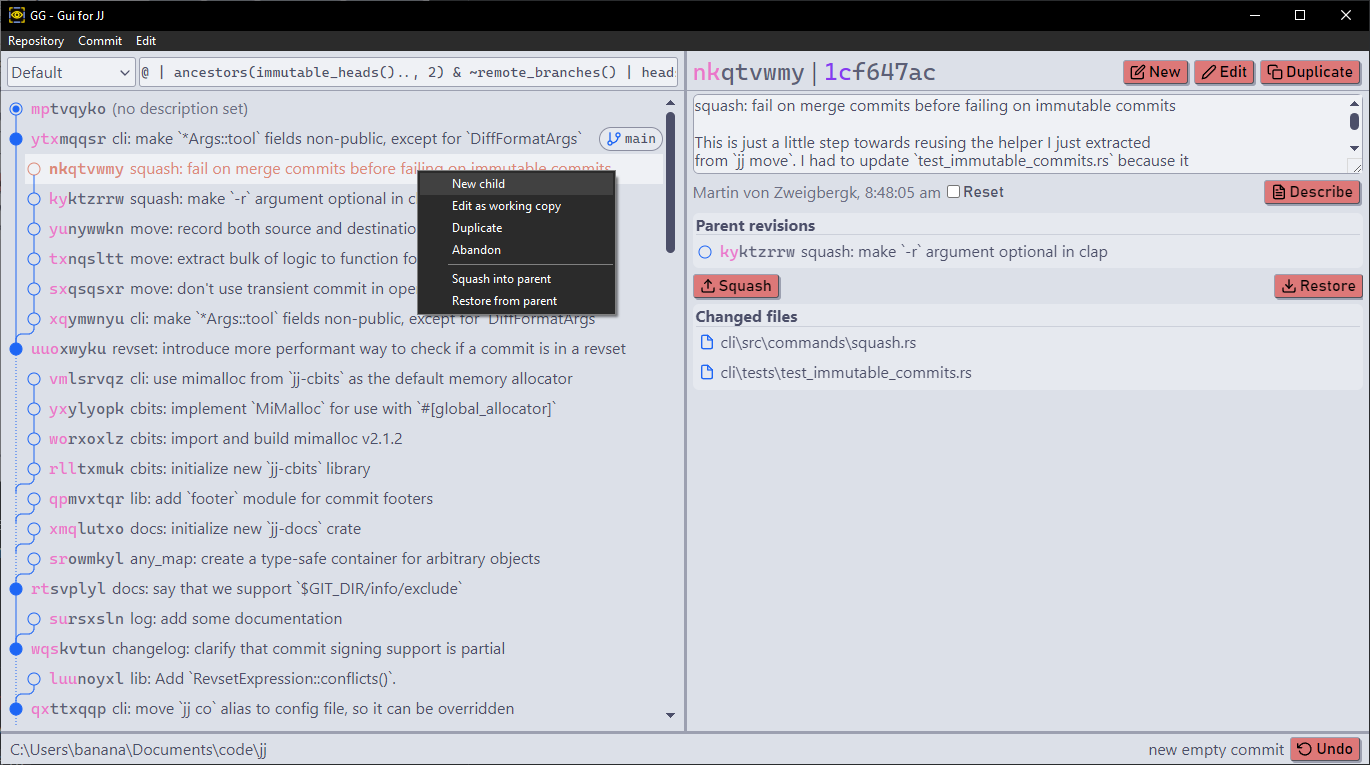 GG - Gui for JJ
Repository Commit Edit
Default
@ | ancestors(immutable_heads().., 2) & ~remote_branches() | head
mptvqyko (no description set)
ytxmqqsr cli: make `*Args::tool` fields non-public, except for `DiffFormatArgs` main
nkqtvwmy squash: fail on merge commits before failing on immutable commits
kyktzrrw squash: make `-r` argument optional in
yunywwkn move: record both source and destination
txnqsltt move: extract bulk of logic to function
sxqsqsxr move: don't use transient commit in
xqymwnyu cli: make `*Args::tool` fields non-public, except for `DiffFormatArgs`
uuoxwyku revset: introduce more performant way to check if a commit is in a revset
vmlsrvqz cli: use mimalloc from `jj-cbits` as the default memory allocator
yxylyopk cbits: implement `MiMalloc` for use with `#[global_allocator]`
worxoxlz cbits: import and build mimalloc v2.1.2
rlltxmuk cbits: initialize new `jj-cbits` library
qpmvxtqr lib: add `footer` module for commit footers
xmqlutxo docs: initialize new `jj-docs` crate
srowmkyl any_map: create a type-safe container for arbitrary objects
rtsvplyl docs: say that we support `$GIT_DIR/info/exclude`
sursxsln log: add some documentation
wqskvtun changelog: clarify that commit signing support is partial
luunoyxl lib: Add `RevsetExpression::conflicts()`.
qxttxqqp cli: move `jj co` alias to config file, so it can be overridden
New child
Edit as working copy
Duplicate
Abandon
Squash into parent
Restore from parent
nkqtvwmy | 1cf647ac
New Edit Duplicate
squash: fail on merge commits before failing on immutable commits
This is just a little step towards reusing the helper I just extracted
from `jj move`. I had to update `test_immutable_commits.rs` because it
Martin von Zweigbergk, 8:48:05 am Reset Describe
Parent revisions
kyktzrrw squash: make `-r` argument optional in clap
Squash Restore
Changed files
cli\src\commands\squash.rs
cli\tests\test_immutable_commits.rs
C:\Users\banana\Documents\code\jj
new empty commit Undo